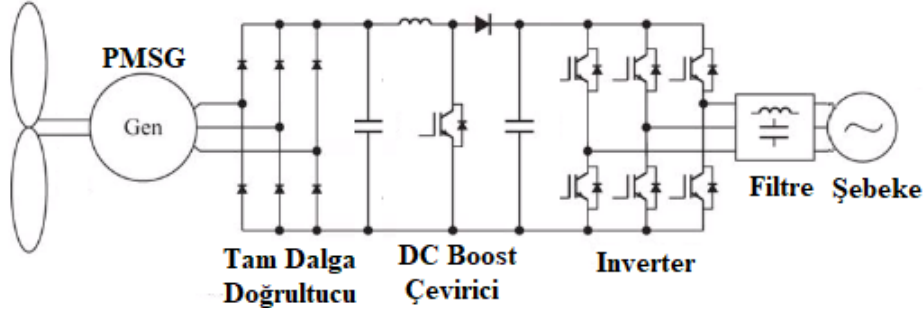 PMSG
Gen
Filtre
Şebeke
Tam Dalga
Doğrultucu
DC Boost
Çevirici
Inverter